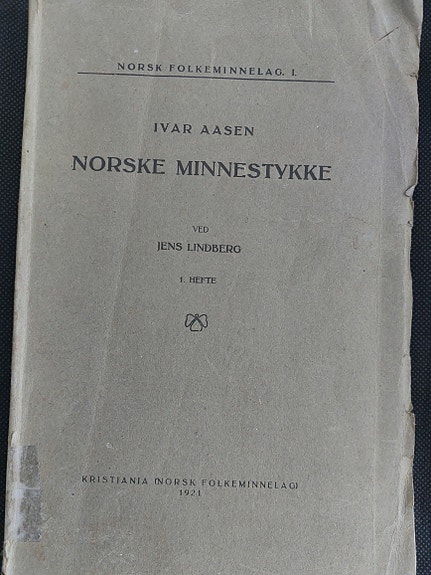 NORSK FOLKEMINNELAG. I.
IVAR AASEN
NORSKE MINNESTYKKE
VED
JENS LINDBERG
1. HEFTE
KRISTIANIA (NORSK FOLKEMINNELAG)
1921